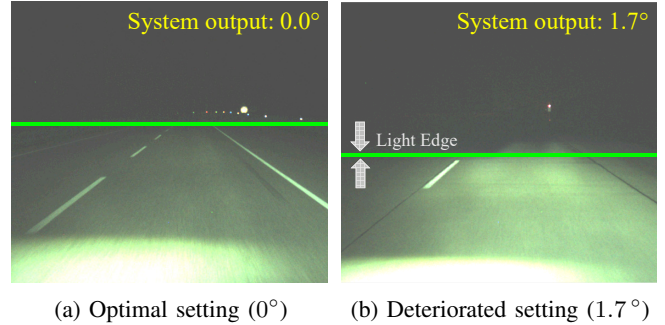 System output: 0.0°
System output: 1.7°
Light Edge
(a) Optimal setting (0°)
(b) Deteriorated setting (1.7°)